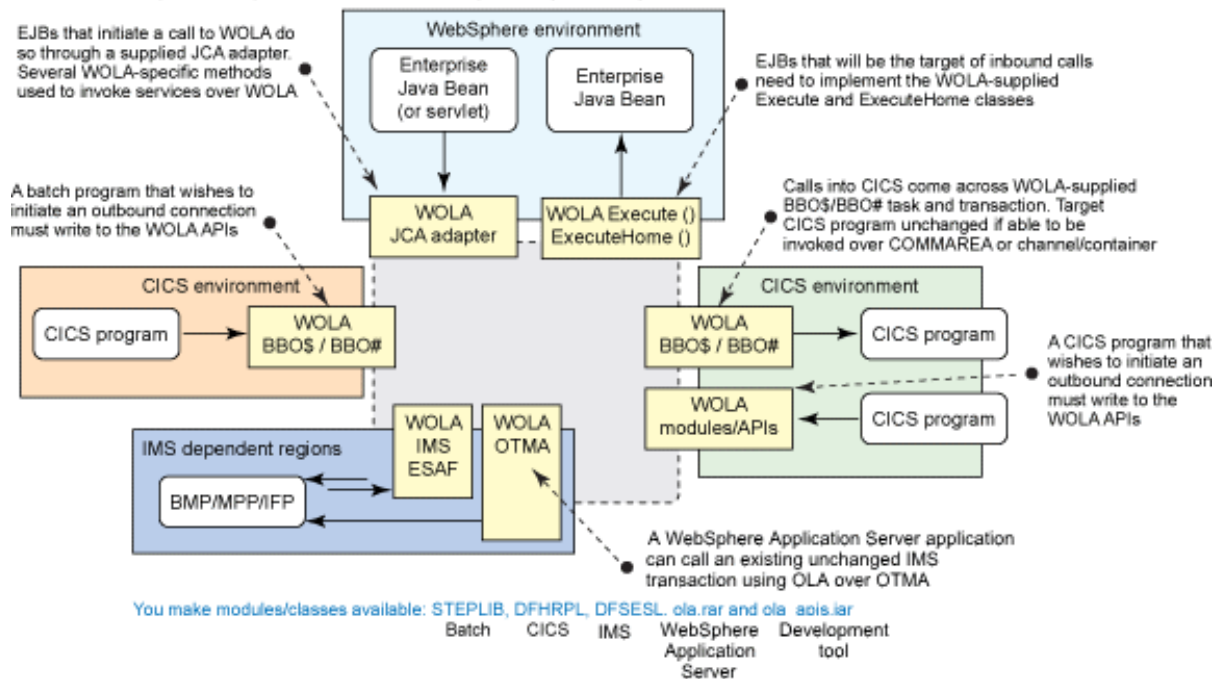 EJBs that initiate a call to WOLA do
so through a supplied JCA adapter.
Several WOLA-specific methods
used to invoke services over WOLA
WebSphere environment
Enterprise
Java Bean
(or servlet)
Enterprise
Java Bean
EJBs that will be the target of inbound calls
need to implement the WOLA-supplied
Execute and ExecuteHome classes
A batch program that wishes to
initiate an outbound connection
must write to the WOLA APIs
WOLA
JCA adapter
WOLA Execute ()
ExecuteHome ()
Calls into CICS come across WOLA-supplied
BBO$/BBO# task and transaction. Target
CICS program unchanged if able to be
invoked over COMMAREA or channel/container
CICS environment
CICS program
WOLA
BBO$ / BBO#
CICS environment
WOLA
BBO$ / BBO#
CICS program
WOLA
modules/APIs
CICS program
A CICS program that
wishes to initiate an
outbound connection
must write to the
WOLA APIs
IMS dependent regions
WOLA
IMS
ESAF
WOLA
OTMA
BMP/MPP/IFP
A WebSphere Application Server application
can call an existing unchanged IMS
transaction using OLA over OTMA
You make modules/classes available: STEPLIB, DFHRPL, DFSESL. ola.rar and ola_apis.jar
Batch
CICS
IMS
WebSphere
Application
Server
Development
tool